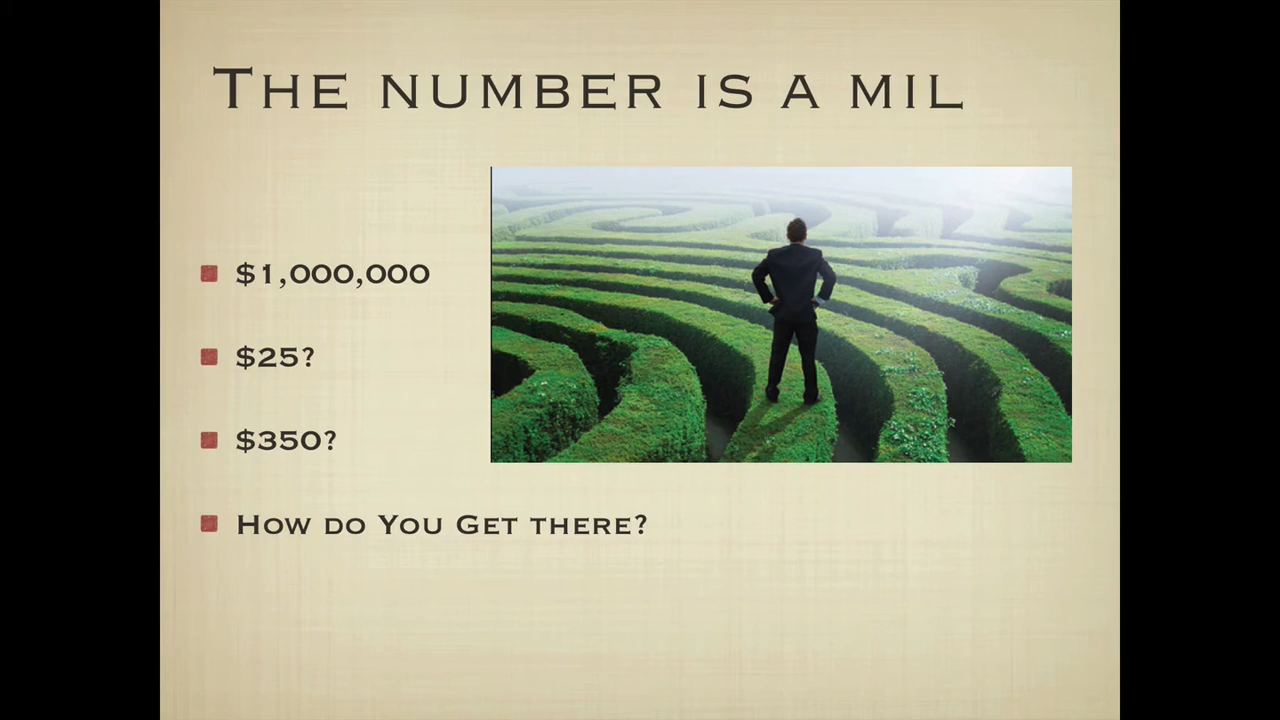 The number is a mil
$1,000,000
$25?
$350?
How do You Get there?